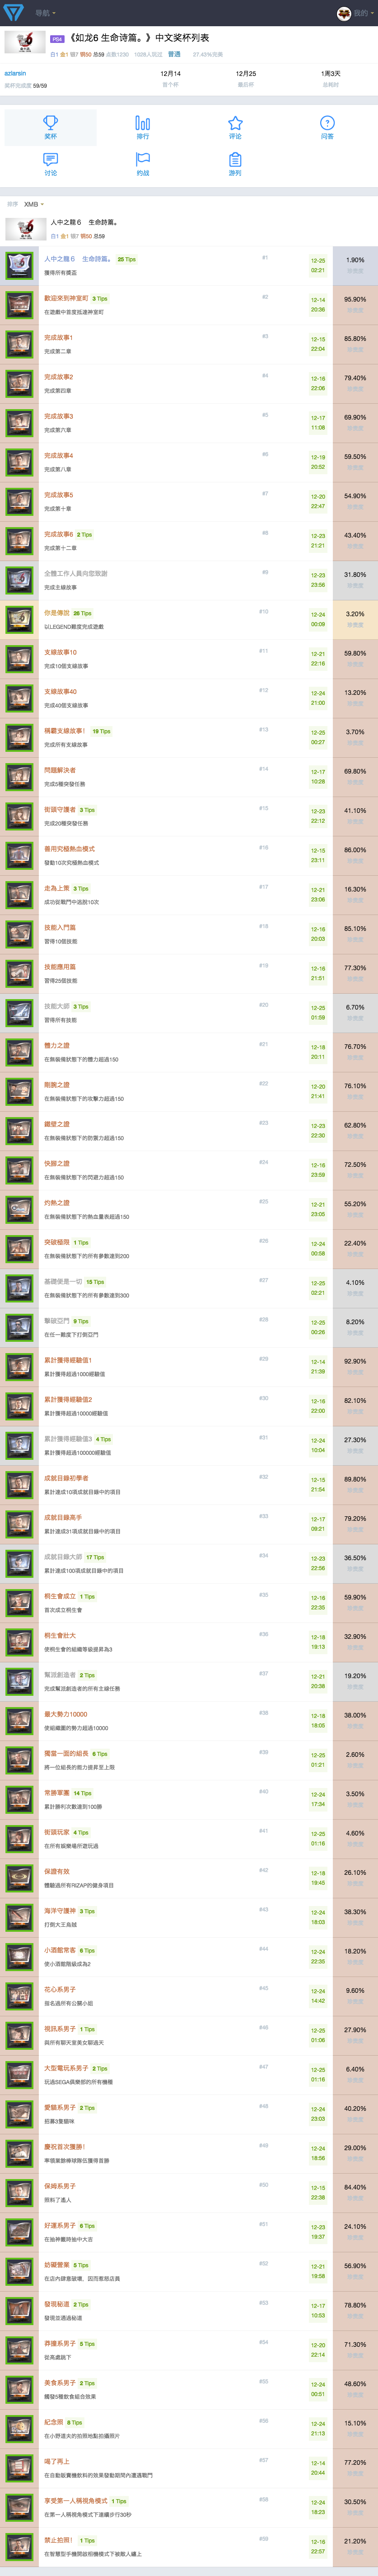 导航
我的
PS4 《如龙6 生命诗篇。》中文奖杯列表
白1 金1 银7 铜50 总59 点数1230 1028人玩过 普通 27.43%完美
azlarsin
12月14
12月25
1周3天
奖杯完成度 59/59
首个杯
最后杯
总耗时
奖杯
排行
评论
问答
讨论
约战
游列
排序 XMB
人中之龍6 生命詩篇。
白1 金1 银7 铜50 总59
人中之龍6 生命詩篇。 25 Tips
#1
12-25
02:21
1.90%
獲得所有獎盃
歡迎來到神室町 3 Tips
#2
12-14
20:36
95.90%
在遊戲中首度抵達神室町
完成故事1
#3
12-15
22:04
85.80%
完成第二章
完成故事2
#4
12-16
22:06
79.40%
完成第四章
完成故事3
#5
12-17
11:08
69.90%
完成第六章
完成故事4
#6
12-19
20:52
59.50%
完成第八章
完成故事5
#7
12-20
22:47
54.90%
完成第十章
完成故事6 2 Tips
#8
12-23
21:21
43.40%
完成第十二章
全體工作人員向您致謝
#9
12-23
23:56
31.80%
完成主線故事
你是傳說 26 Tips
#10
12-24
00:09
3.20%
以LEGEND難度完成遊戲
支線故事10
#11
12-21
22:16
59.80%
完成10個支線故事
支線故事40
#12
12-24
21:00
13.20%
完成40個支線故事
稱霸支線故事! 19 Tips
#13
12-25
00:27
3.70%
完成所有支線故事
問題解決者
#14
12-17
10:28
69.80%
完成5種突發任務
街頭守護者 3 Tips
#15
12-23
22:12
41.10%
完成20種突發任務
善用究極熱血模式
#16
12-15
23:11
86.00%
發動10次究極熱血模式
走為上策 3 Tips
#17
12-21
23:06
16.30%
成功從戰鬥中逃脫10次
技能入門篇
#18
12-16
20:03
85.10%
習得10個技能
技能應用篇
#19
12-16
21:51
77.30%
習得25個技能
技能大師 3 Tips
#20
12-25
01:59
6.70%
習得所有技能
體力之證
#21
12-18
20:11
76.70%
在無裝備狀態下的體力超過150
剛腕之證
#22
12-20
21:41
76.10%
在無裝備狀態下的攻擊力超過150
鐵壁之證
#23
12-23
22:30
62.80%
在無裝備狀態下的防禦力超過150
快腳之證
#24
12-16
23:59
72.50%
在無裝備狀態下的閃避力超過150
灼熱之證
#25
12-21
23:05
55.20%
在無裝備狀態下的熱血量表超過150
突破極限 1 Tips
#26
12-24
00:58
22.40%
在無裝備狀態下的所有參數達到200
基礎便是一切 15 Tips
#27
12-25
02:21
4.10%
在無裝備狀態下的所有參數達到300
擊破亞門 9 Tips
#28
12-25
00:26
8.20%
在任一難度下打倒亞門
累計獲得經驗值1
#29
12-14
21:39
92.90%
累計獲得超過1000經驗值
累計獲得經驗值2
#30
12-16
22:00
82.10%
累計獲得超過10000經驗值
累計獲得經驗值3 4 Tips
#31
12-24
10:04
27.30%
累計獲得超過100000經驗值
成就目錄初學者
#32
12-15
21:54
89.80%
累計達成10項成就目錄中的項目
成就目錄高手
#33
12-17
09:21
79.20%
累計達成51項成就目錄中的項目
成就目錄大師 17 Tips
#34
12-23
22:56
36.50%
累計達成100項成就目錄中的項目
桐生會成立 1 Tips
#35
12-16
22:35
59.90%
首次成立桐生會
桐生會壯大
#36
12-18
18:13
32.90%
使桐生會的組織等級提昇為3
幫派創造者 2 Tips
#37
12-21
20:38
19.20%
完成幫派創造者的所有主線任務
最大勢力10000
#38
12-18
18:05
38.00%
使組織團的勢力超過10000
獨當一面的組長 8 Tips
#39
12-25
01:21
2.60%
將一位組長的能力提昇至上限
常勝軍團 14 Tips
#40
12-24
17:34
3.50%
累計勝利次數達到100勝
街頭玩家 4 Tips
#41
12-25
01:16
4.60%
在所有娛樂場所遊玩過
保證有效
#42
12-18
19:45
26.10%
體驗過所有RIZAP的健身項目
海洋守護神 3 Tips
#43
12-24
18:03
38.30%
打倒大王烏賊
小酒館常客 6 Tips
#44
12-24
22:35
18.20%
使小酒館階級成為2
花心系男子
#45
12-24
14:42
9.60%
指名過所有公關小姐
視訊系男子 1 Tips
#46
12-25
01:06
27.90%
與所有聊天室美女聊過天
大型電玩系男子 2 Tips
#47
12-25
01:16
6.40%
玩過SEGA俱樂部的所有機種
愛貓系男子 2 Tips
#48
12-24
23:03
40.20%
招募3隻貓咪
慶祝首次獲勝!
#49
12-24
18:56
29.00%
率領業餘棒球隊伍獲得首勝
保姆系男子
#50
12-15
22:38
84.40%
照料了遙人
好運系男子 6 Tips
#51
12-23
19:37
24.10%
在抽神籤時抽中大吉
妨礙營業 5 Tips
#52
12-21
19:58
56.90%
在店內肆意破壞、因而惹惱店員
發現秘道 2 Tips
#53
12-17
10:53
78.80%
發現並通過秘道
莽撞系男子 5 Tips
#54
12-20
22:14
71.30%
從高處跳下
美食系男子 2 Tips
#55
12-24
00:51
48.60%
觸發5種飲食組合效果
紀念照 8 Tips
#56
12-24
21:13
15.10%
在小野道夫的拍照地點拍攝照片
喝了再上
#57
12-14
20:44
77.20%
在自動販賣機飲料的效果發動期間內遭遇戰鬥
享受第一人稱視角模式 1 Tips
#58
12-24
18:23
30.50%
在第一人稱視角模式下連續步行30秒
禁止拍照! 1 Tips
#59
12-16
22:57
21.20%
在智慧型手機開啟相機模式下被敵人纏上